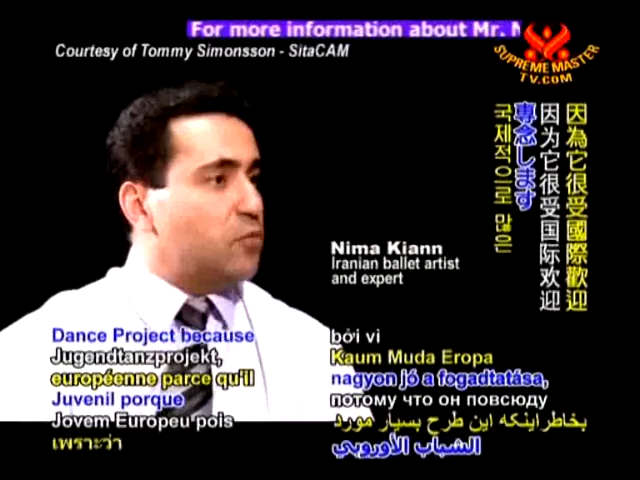 For more information about Mr. N
Courtesy of Tommy Simonsson - SitaCAM
SUPREME MASTER
TV.COM
因為它很受國際歡迎
因为它很受国际欢迎
専念します
국제적으로 많은
Nima Kiann
Iranian ballet artist
and expert
Dance Project because
Jugendtanzprojekt,
européenne parce qu'il
Juvenil porque
Jovem Europeu pois
เพราะว่า
bởi vì
Kaum Muda Eropa
nagyon jó a fogadtatása,
потому что он повсюду
بخاطراینکه این طرح بسیار مورد
الشباب الأوروبي